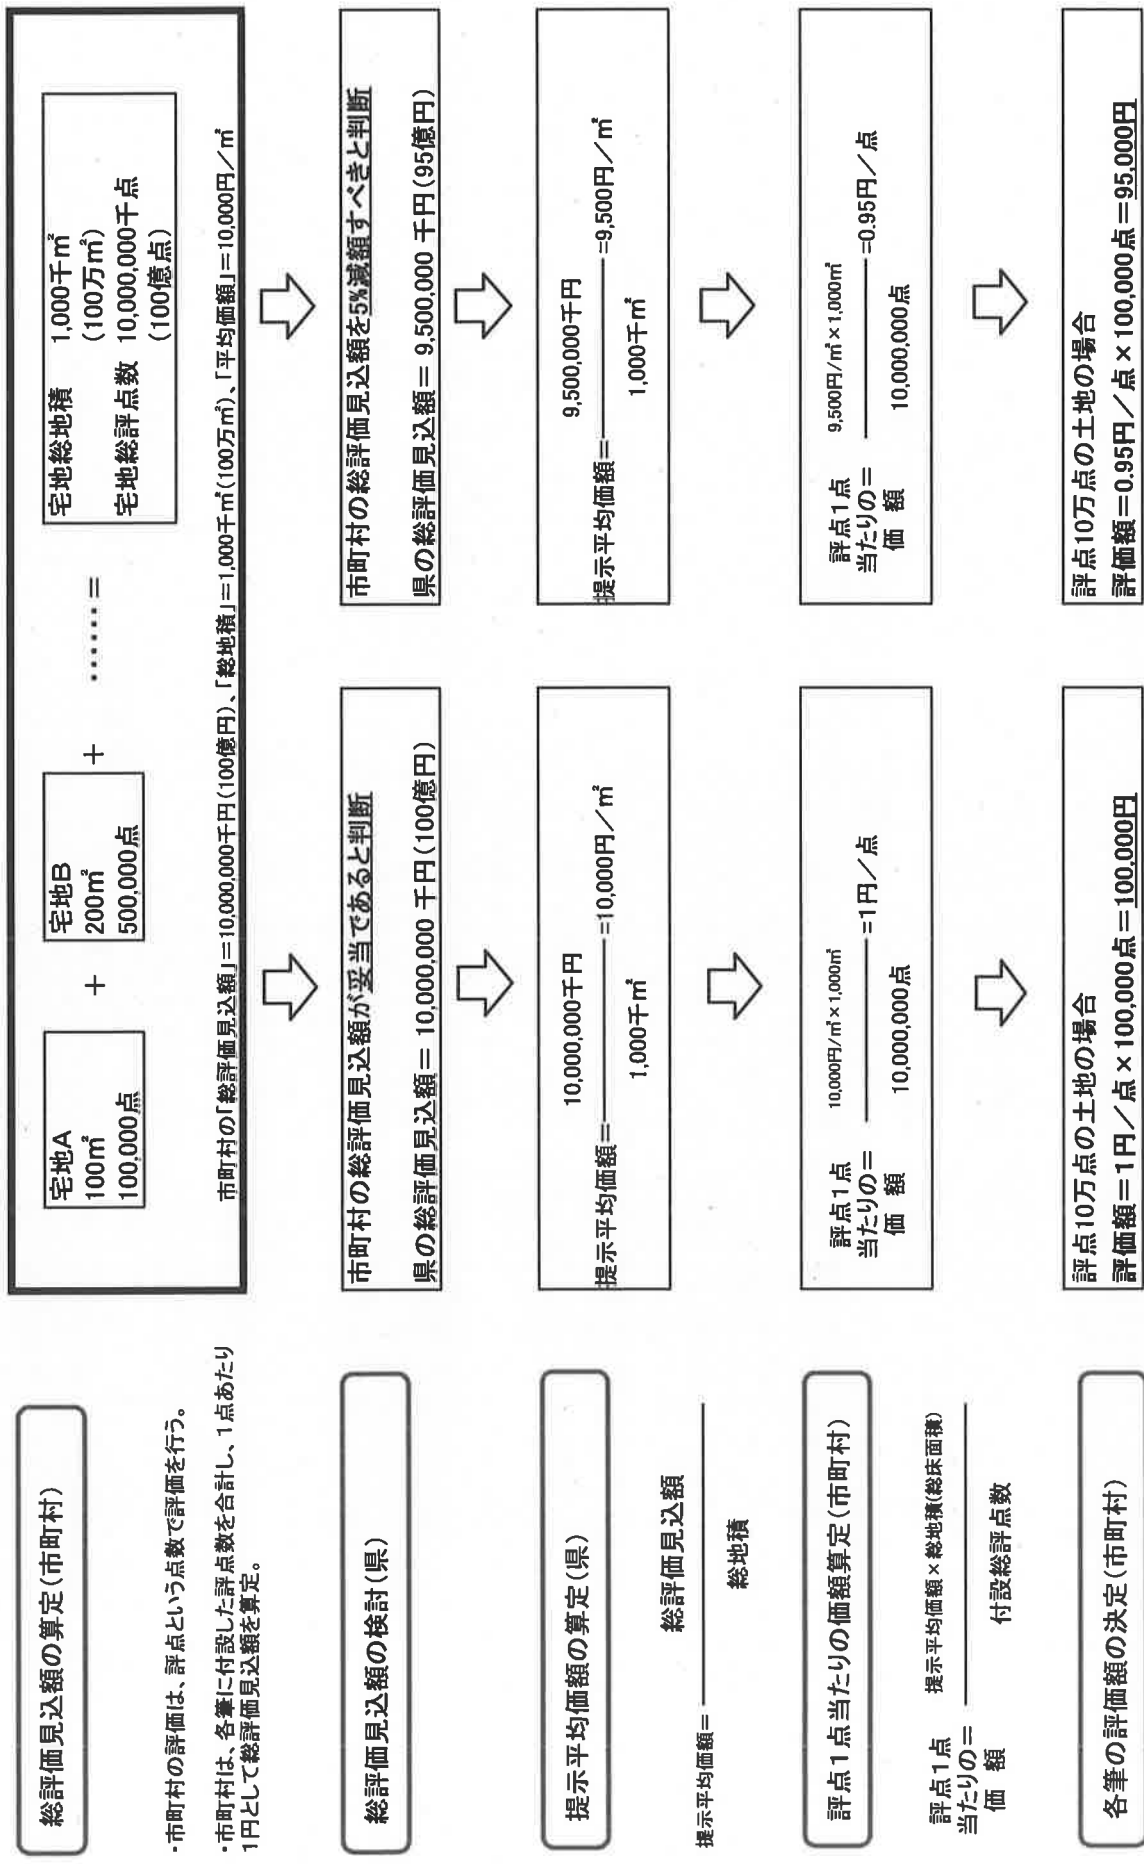 総評価見込額の算定(市町村)
・市町村の評価は、評点という点数で評価を行う。
・市町村は、各筆に付設した評点数を合計し、1点あたり
1円として総評価見込額を算定。
宅地A
100㎡
100,000点
＋
宅地B
200㎡
500,000点
＋
‥‥‥＝
宅地総地積 1,000千㎡
(100万㎡)
宅地総評点数 10,000,000千点
(100億点)
市町村の「総評価見込額」＝10,000,000千円(100億円)、「総地積」＝1,000千㎡(100万㎡)、「平均価額」＝10,000円／㎡
総評価見込額の検討(県)
市町村の総評価見込額が妥当であると判断
県の総評価見込額＝ 10,000,000 千円(100億円)
市町村の総評価見込額を5%減額すべきと判断
県の総評価見込額＝ 9,500,000 千円(95億円)
提示平均価額の算定(県)
総評価見込額
提示平均価額＝
総地積
10,000,000千円
提示平均価額＝ ＝10,000円／㎡
1,000千㎡
9,500,000千円
提示平均価額＝ ＝9,500円／㎡
1,000千㎡
評点1点当たりの価額算定(市町村)
評点1点
当たりの＝
価 額
提示平均価額×総地積(総床面積)
付設総評点数
評点1点
当たりの＝
価 額
10,000円/㎡×1,000㎡
＝1円／点
10,000,000点
評点1点
当たりの＝
価 額
9,500円/㎡×1,000㎡
＝0.95円／点
10,000,000点
各筆の評価額の決定(市町村)
評点10万点の土地の場合
評価額＝1円／点×100,000点＝100,000円
評点10万点の土地の場合
評価額＝0.95円／点×100,000点＝95,000円